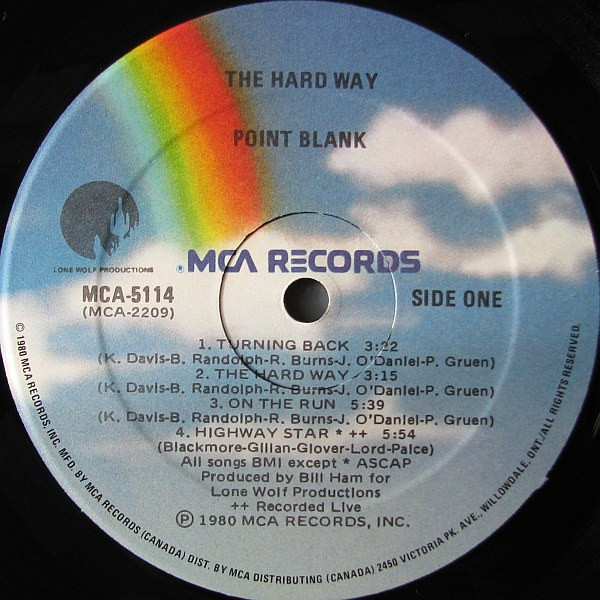 THE HARD WAY
POINT BLANK
LONE WOLF PRODUCTIONS
® MCA RECORDS
MCA-5114
(MCA-2209)
SIDE ONE
1. TURNING BACK 3:22
(K. Davis-B. Randolph-R. Burns-J. O'Daniel-P. Gruen)
2. THE HARD WAY 3:15
(K. Davis-B. Randolph-R. Burns-J. O'Daniel-P. Gruen)
3. ON THE RUN 5:39
(K. Davis-B. Randolph-R. Burns-J. O'Daniel-P. Gruen)
4. HIGHWAY STAR * ++ 5:54
(Blackmore-Gillan-Glover-Lord-Paice)
All songs BMI except * ASCAP
Produced by Bill Ham for
Lone Wolf Productions
++ Recorded Live
℗ 1980 MCA RECORDS, INC.
© 1980 MCA RECORDS, INC. MFD. BY MCA RECORDS (CANADA) DIST. BY MCA DISTRIBUTING (CANADA) 2450 VICTORIA PK. AVE., WILLOWDALE, ONT./ALL RIGHTS RESERVED.